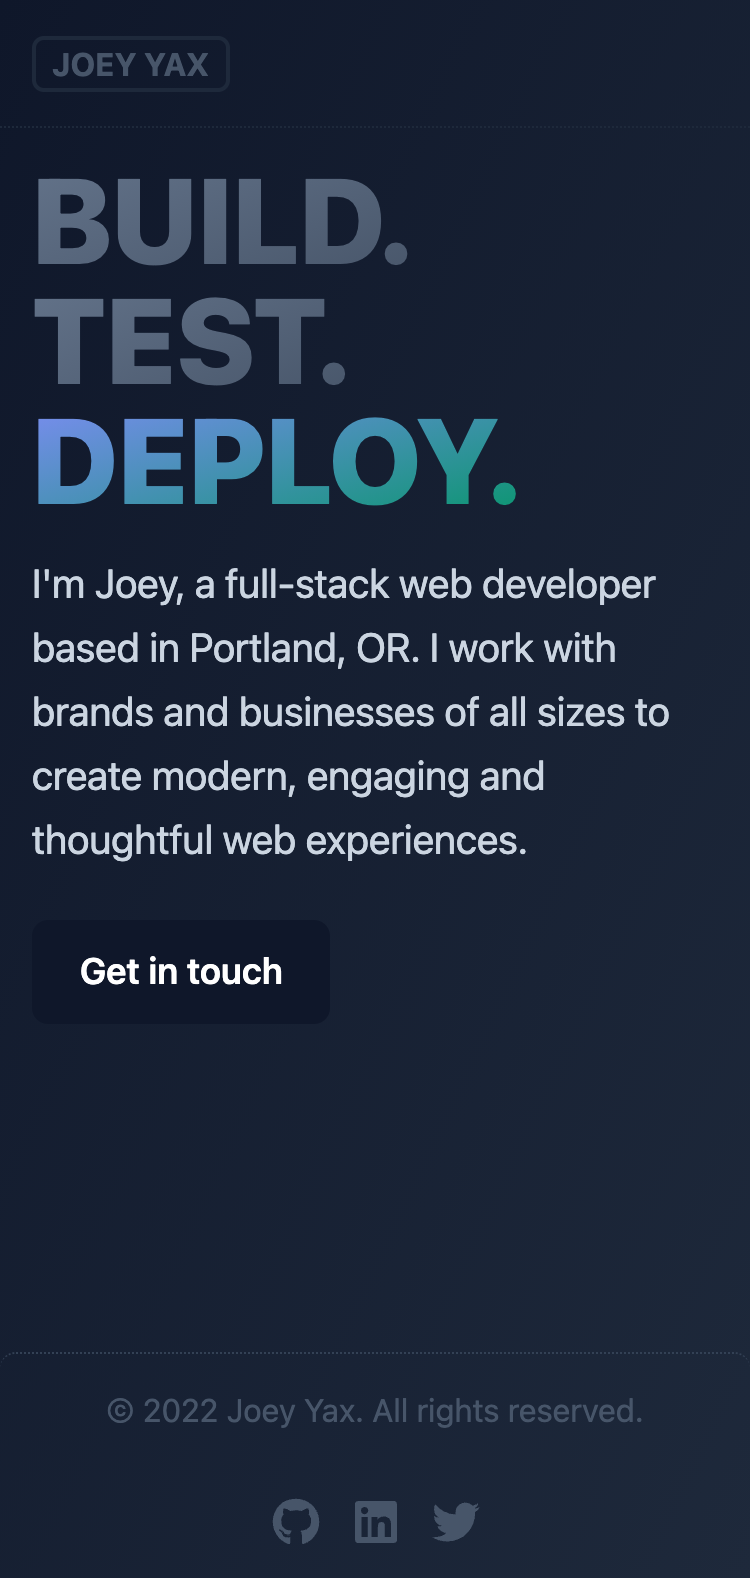 JOEY YAX
BUILD.
TEST.
DEPLOY.
I'm Joey, a full-stack web developer
based in Portland, OR. I work with
brands and businesses of all sizes to
create modern, engaging and
thoughtful web experiences.
Get in touch
© 2022 Joey Yax. All rights reserved.
in